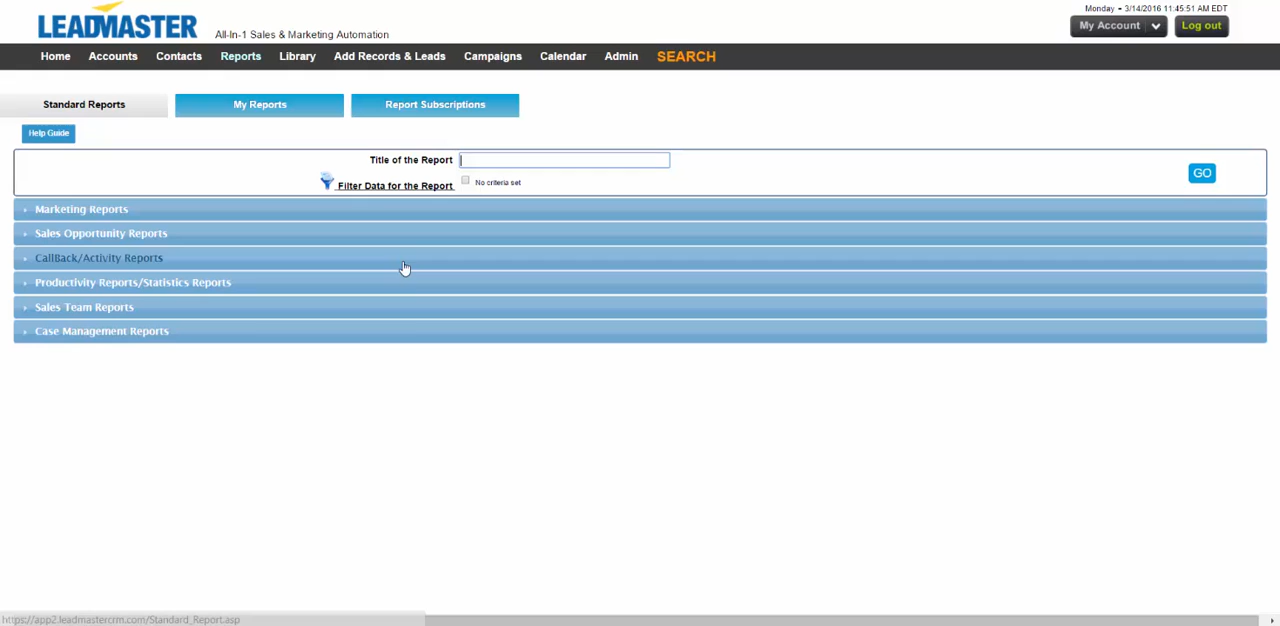 Monday - 3/14/2016 11:45:51 AM EDT
LEADMASTER All-In-1 Sales & Marketing Automation
My Account Log out
Home Accounts Contacts Reports Library Add Records & Leads Campaigns Calendar Admin SEARCH
Standard Reports My Reports Report Subscriptions
Help Guide
Title of the Report
GO
Filter Data for the Report No criteria set
Marketing Reports
Sales Opportunity Reports
CallBack/Activity Reports
Productivity Reports/Statistics Reports
Sales Team Reports
Case Management Reports
https://app2.leadmastercrm.com/Standard_Report.asp